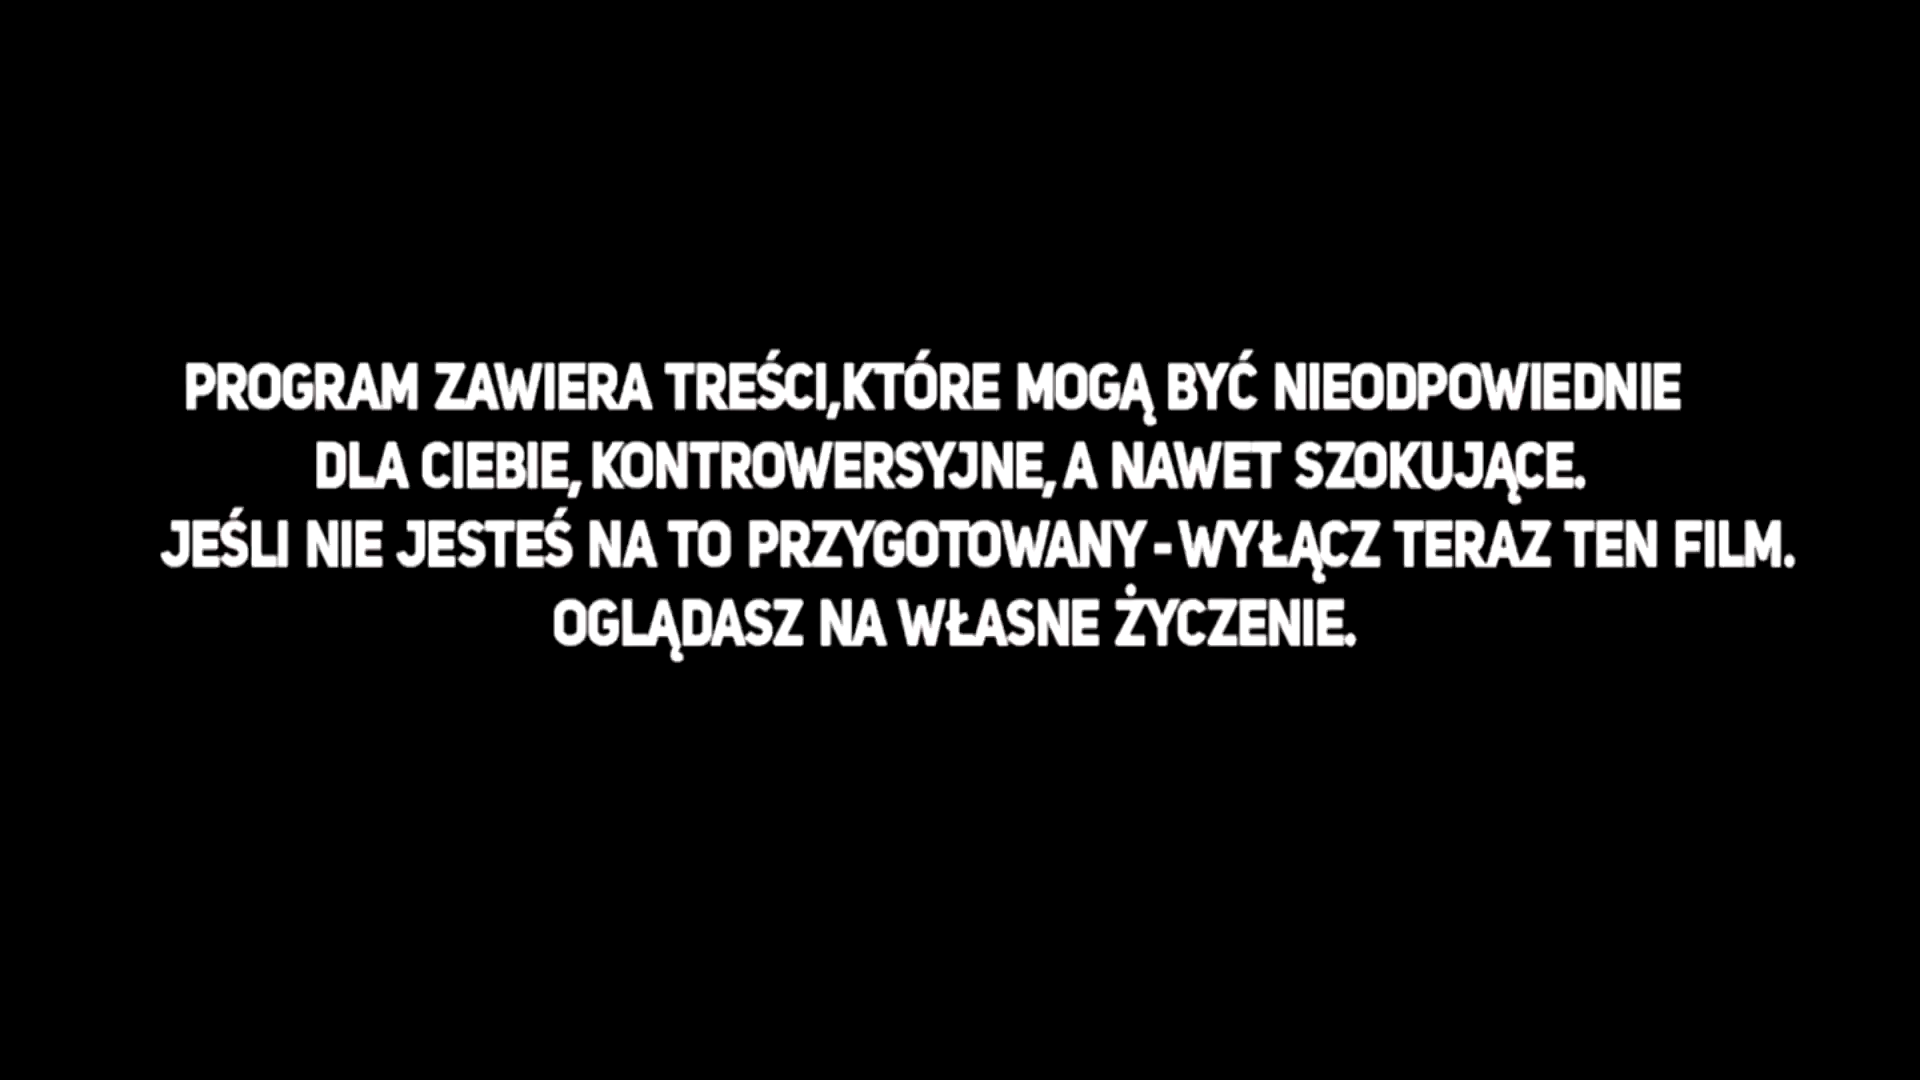 PROGRAM ZAWIERA TREŚCI,KTÓRE MOGĄ BYĆ NIEODPOWIEDNIE
DLA CIEBIE, KONTROWERSYJNE, A NAWET SZOKUJĄCE.
JEŚLI NIE JESTEŚ NA TO PRZYGOTOWANY - WYŁĄCZ TERAZ TEN FILM.
OGLĄDASZ NA WŁASNE ŻYCZENIE.